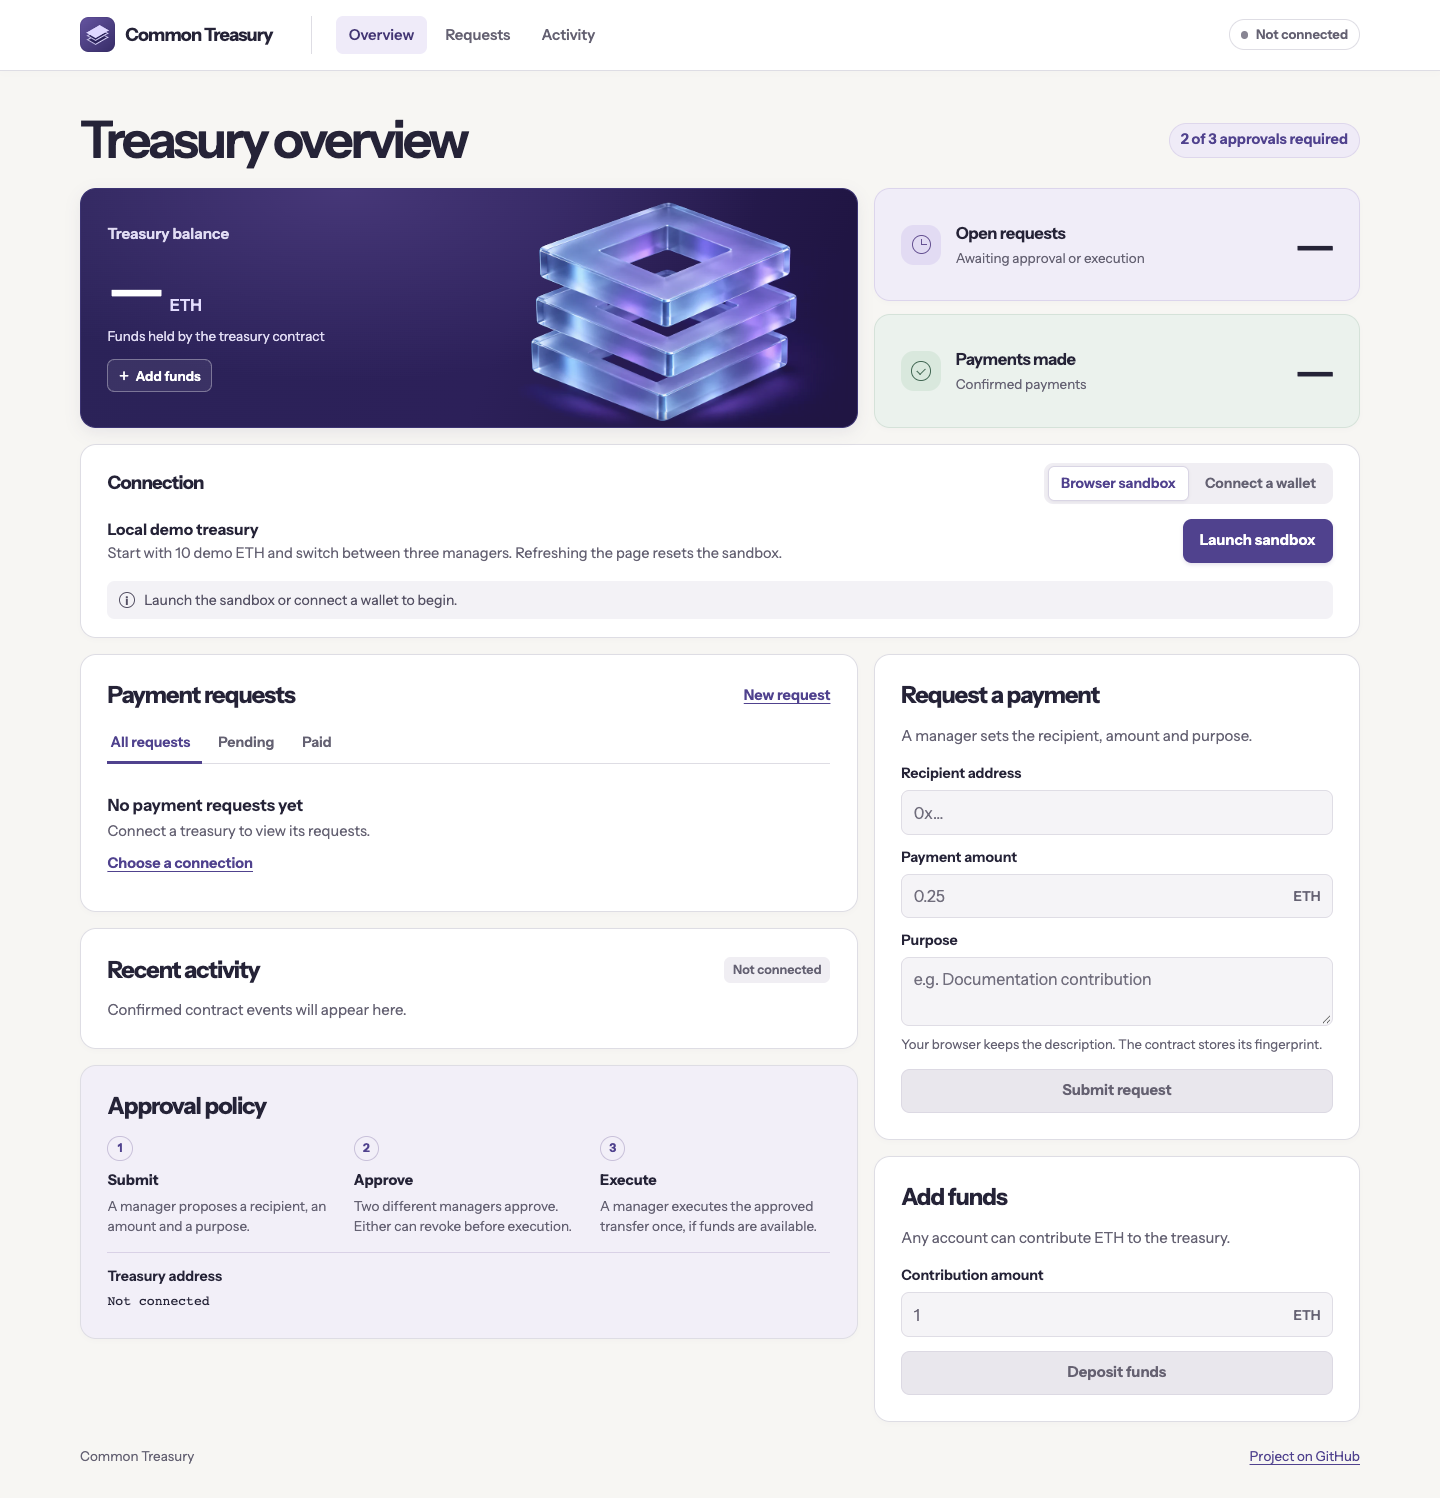 Common Treasury
Overview
Requests
Activity
Not connected
Treasury overview
2 of 3 approvals required
Treasury balance
— ETH
Funds held by the treasury contract
+ Add funds
Open requests
Awaiting approval or execution
—
Payments made
Confirmed payments
—
Connection
Browser sandbox
Connect a wallet
Local demo treasury
Start with 10 demo ETH and switch between three managers. Refreshing the page resets the sandbox.
Launch sandbox
Launch the sandbox or connect a wallet to begin.
Payment requests
New request
All requests
Pending
Paid
No payment requests yet
Connect a treasury to view its requests.
Choose a connection
Recent activity
Not connected
Confirmed contract events will appear here.
Approval policy
1
Submit
A manager proposes a recipient, an
amount and a purpose.
2
Approve
Two different managers approve.
Either can revoke before execution.
3
Execute
A manager executes the approved
transfer once, if funds are available.
Treasury address
Not connected
Request a payment
A manager sets the recipient, amount and purpose.
Recipient address
0x...
Payment amount
0.25
ETH
Purpose
e.g. Documentation contribution
Your browser keeps the description. The contract stores its fingerprint.
Submit request
Add funds
Any account can contribute ETH to the treasury.
Contribution amount
1
ETH
Deposit funds
Common Treasury
Project on GitHub